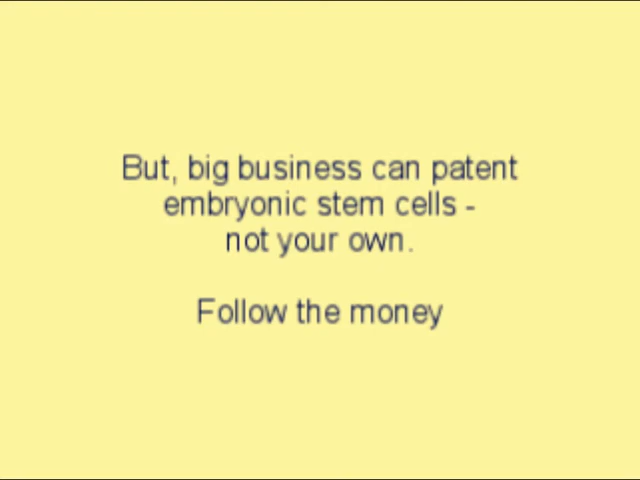 But, big business can patent
embryonic stem cells -
not your own.
Follow the money